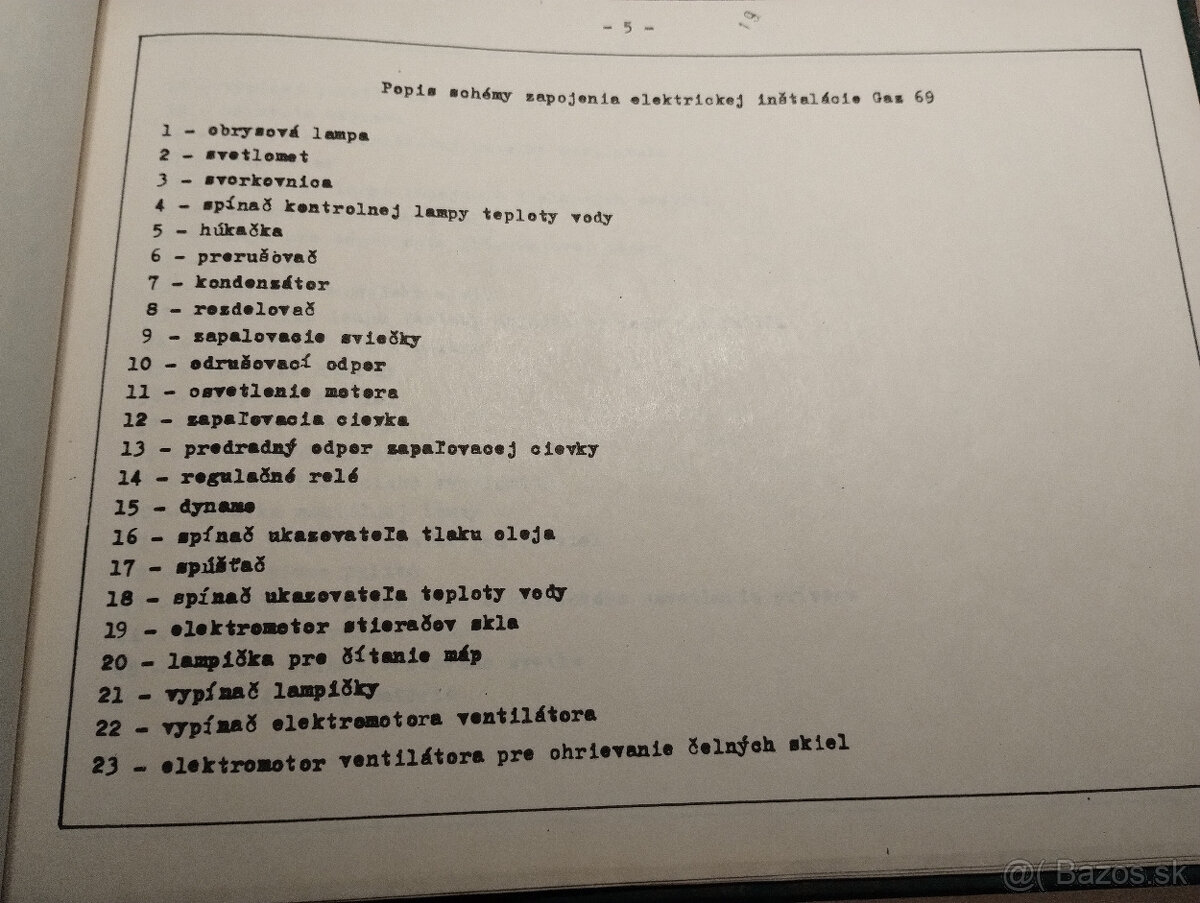 - 5 -
19
Popis schémy zapojenia elektrickej inštalácie Gaz 69
1 - obrysová lampa
2 - svetlomet
3 - svorkovnica
4 - spínač kontrolnej lampy teploty vody
5 - húkačka
6 - prerušovač
7 - kondenzátor
8 - rozdelovač
9 - zapalovacie sviečky
10 - odrušovací odpor
11 - osvetlenie motora
12 - zapaľovacia cievka
13 - predradný odpor zapaľovacej cievky
14 - regulačné relé
15 - dynamo
16 - spínač ukazovateľa tlaku oleja
17 - spúšťač
18 - spínač ukazovateľa teploty vody
19 - elektromotor stieračov skla
20 - lampička pre čítanie máp
21 - vypínač lampičky
22 - vypínač elektromotora ventilátora
23 - elektromotor ventilátora pre ohrievanie čelných skiel
@( Bazos.sk